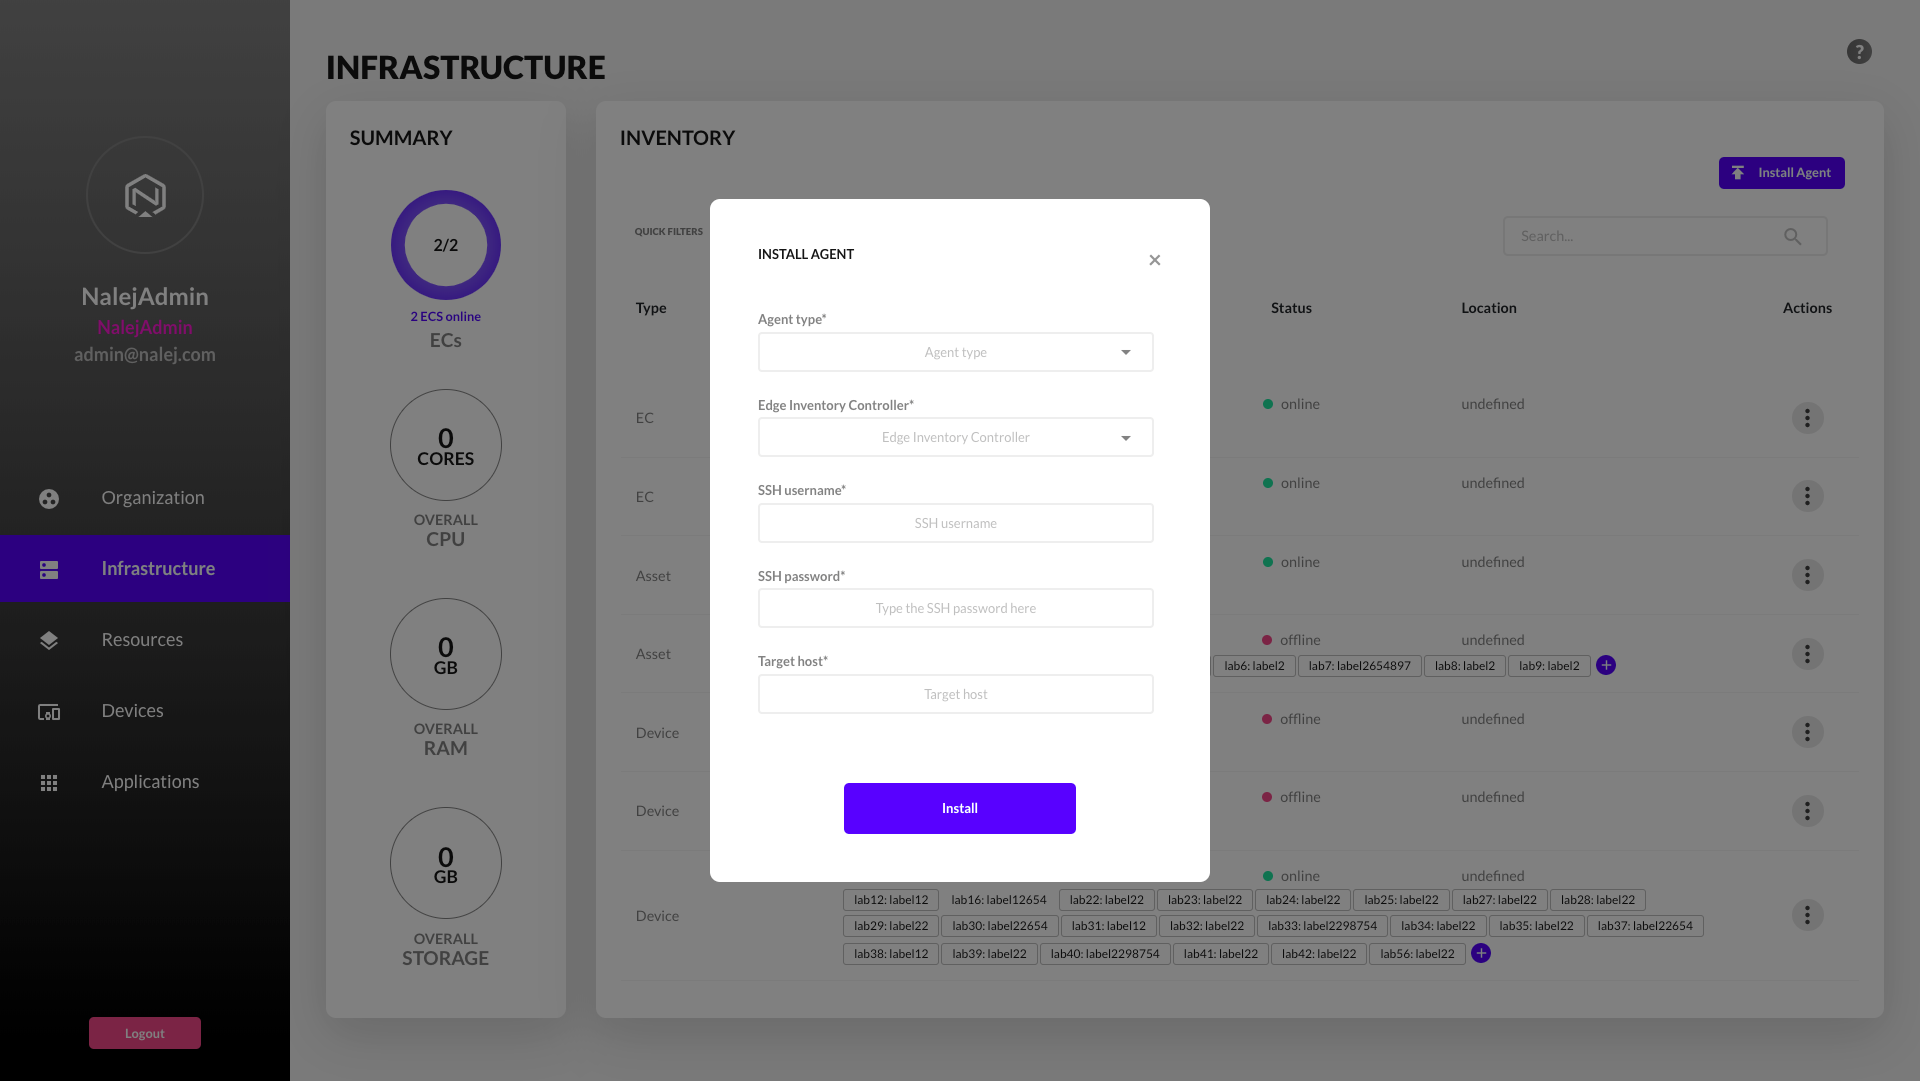 NalejAdmin
NalejAdmin
admin@nalej.com
Organization
Infrastructure
Resources
Devices
Applications
Logout
INFRASTRUCTURE
?
SUMMARY
2/2
2 ECS online
ECs
0
CORES
OVERALL
CPU
0
GB
OVERALL
RAM
0
GB
OVERALL
STORAGE
INVENTORY
Install Agent
QUICK FILTERS
Search...
Type Status Location Actions
EC online undefined
EC online undefined
Asset online undefined
Asset offline undefined
lab6: label2 lab7: label2654897 lab8: label2 lab9: label2
Device offline undefined
Device offline undefined
Device online undefined
lab12: label12 lab16: label12654 lab22: label22 lab23: label22 lab24: label22 lab25: label22 lab27: label22 lab28: label22
lab29: label22 lab30: label22654 lab31: label12 lab32: label22 lab33: label2298754 lab34: label22 lab35: label22 lab37: label22654
lab38: label12 lab39: label22 lab40: label2298754 lab41: label22 lab42: label22 lab56: label22
INSTALL AGENT
Agent type*
Agent type
Edge Inventory Controller*
Edge Inventory Controller
SSH username*
SSH username
SSH password*
Type the SSH password here
Target host*
Target host
Install